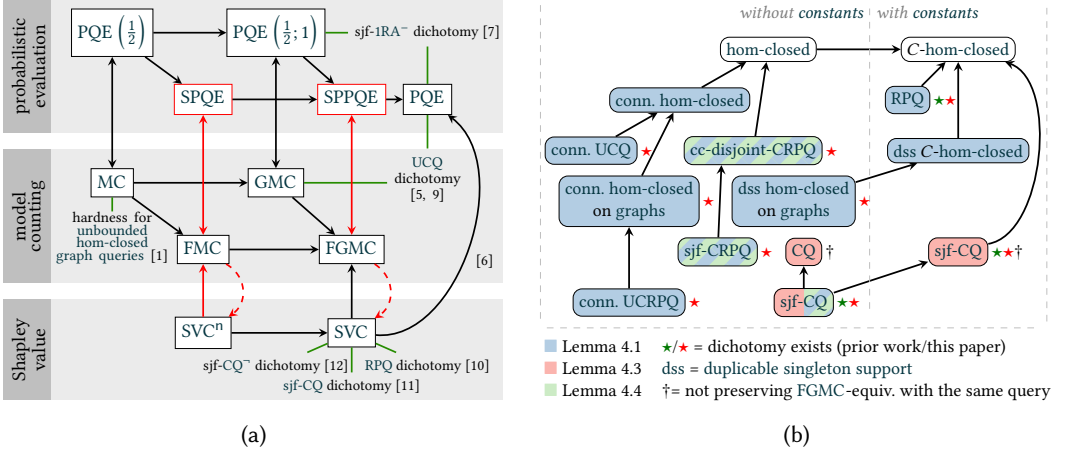 probabilistic
evaluation
PQE (1/2)
PQE (1/2; 1)
sjf-1RA⁻ dichotomy [7]
SPQE
SPPQE
PQE
model
counting
MC
GMC
UCQ
dichotomy
[5, 9]
hardness for
unbounded
hom-closed
graph queries [1]
FMC
FGMC
[6]
Shapley
value
SVCⁿ
SVC
sjf-CQ¬ dichotomy [12]
RPQ dichotomy [10]
sjf-CQ dichotomy [11]
(a)
without constants
with constants
hom-closed
C-hom-closed
conn. hom-closed
RPQ ★★
conn. UCQ ★
cc-disjoint-CRPQ ★
dss C-hom-closed
conn. hom-closed
on graphs ★
dss hom-closed
on graphs ★
sjf-CRPQ ★
CQ †
sjf-CQ ★★†
conn. UCRPQ ★
sjf-CQ ★★
Lemma 4.1 ★/★ = dichotomy exists (prior work/this paper)
Lemma 4.3 dss = duplicable singleton support
Lemma 4.4 †= not preserving FGMC-equiv. with the same query
(b)